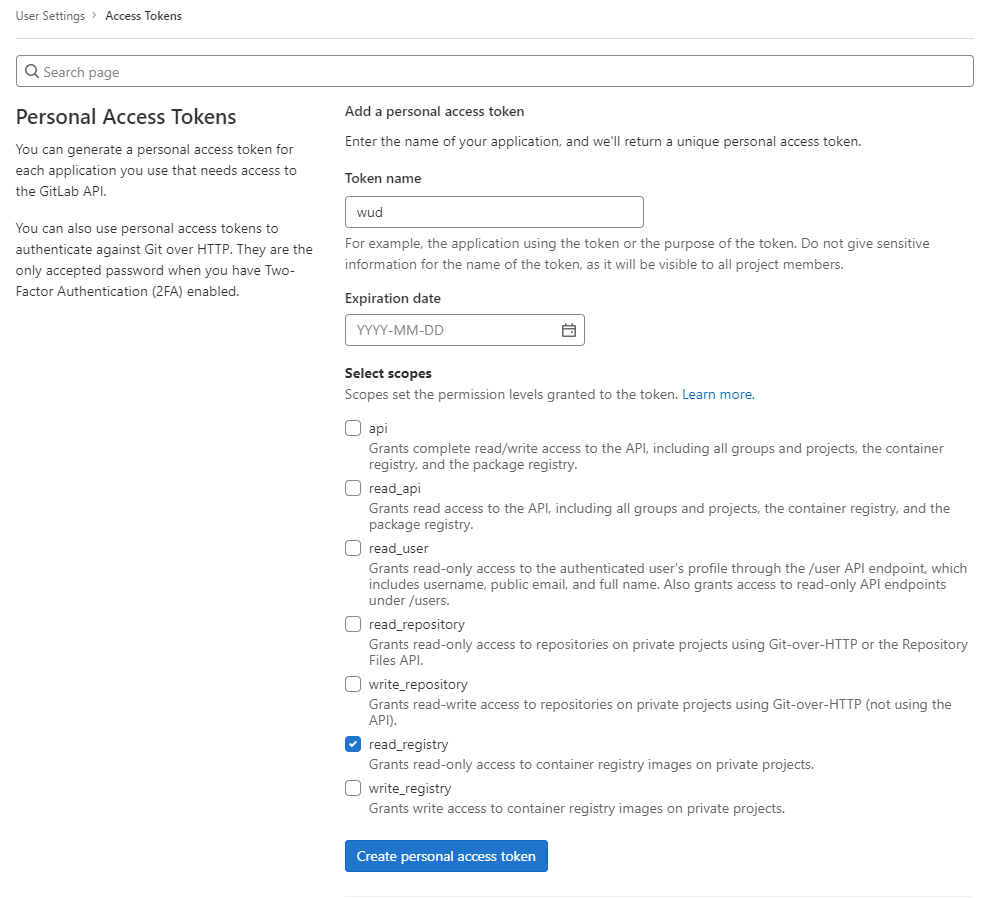 User Settings > Access Tokens
Search page
Personal Access Tokens
You can generate a personal access token for
each application you use that needs access to
the GitLab API.
You can also use personal access tokens to
authenticate against Git over HTTP. They are the
only accepted password when you have Two-
Factor Authentication (2FA) enabled.
Add a personal access token
Enter the name of your application, and we'll return a unique personal access token.
Token name
wud
For example, the application using the token or the purpose of the token. Do not give sensitive
information for the name of the token, as it will be visible to all project members.
Expiration date
YYYY-MM-DD
Select scopes
Scopes set the permission levels granted to the token. Learn more.
api
Grants complete read/write access to the API, including all groups and projects, the container
registry, and the package registry.
read_api
Grants read access to the API, including all groups and projects, the container registry, and the
package registry.
read_user
Grants read-only access to the authenticated user's profile through the /user API endpoint, which
includes username, public email, and full name. Also grants access to read-only API endpoints
under /users.
read_repository
Grants read-only access to repositories on private projects using Git-over-HTTP or the Repository
Files API.
write_repository
Grants read-write access to repositories on private projects using Git-over-HTTP (not using the
API).
read_registry
Grants read-only access to container registry images on private projects.
write_registry
Grants write access to container registry images on private projects.
Create personal access token